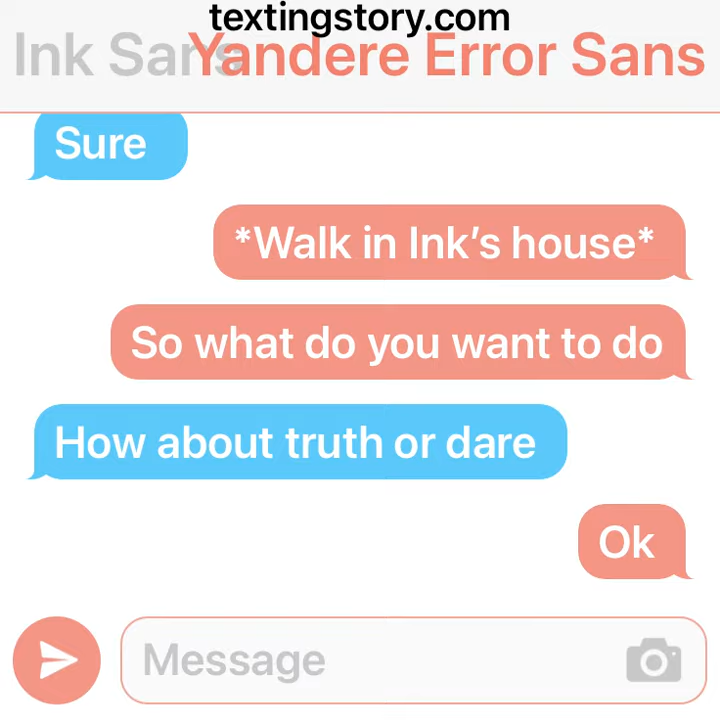 textingstory.com
Ink Sans Yandere Error Sans
Sure
*Walk in Ink’s house*
So what do you want to do
How about truth or dare
Ok
Message